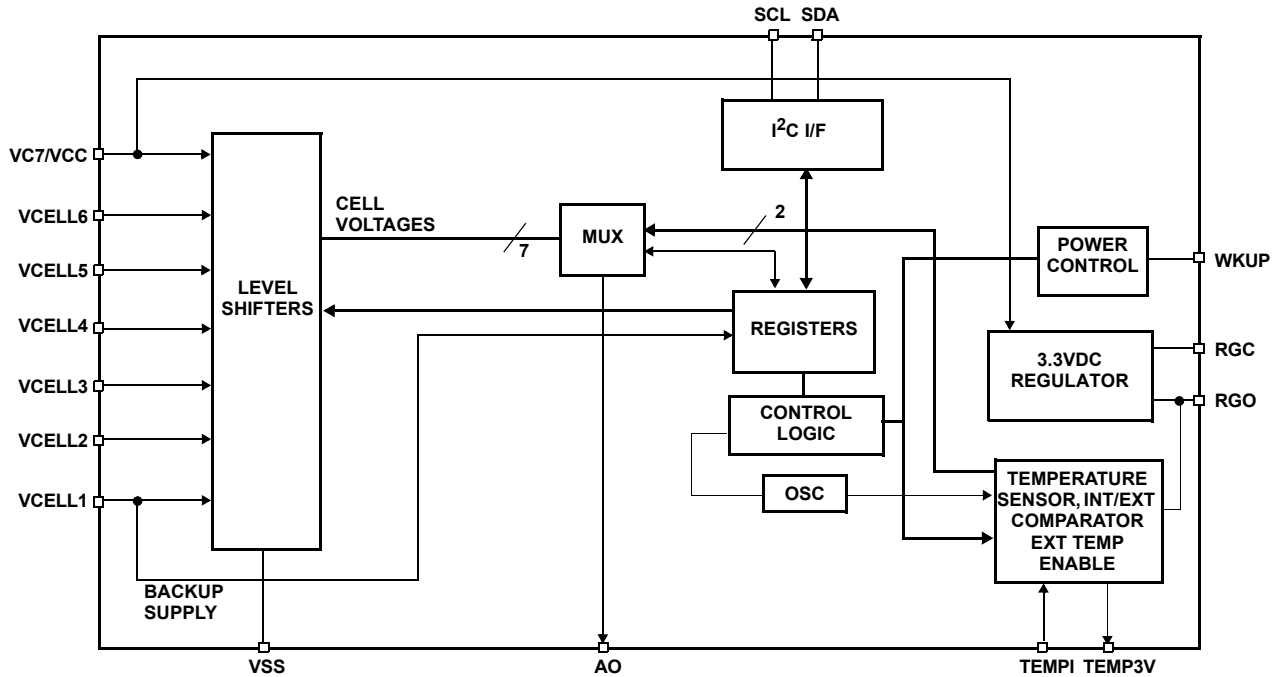 SCL SDA
I²C I/F
VC7/VCC
VCELL6
VCELL5
VCELL4
VCELL3
VCELL2
VCELL1
LEVEL
SHIFTERS
CELL
VOLTAGES
7
MUX
2
REGISTERS
CONTROL
LOGIC
OSC
POWER
CONTROL
WKUP
3.3VDC
REGULATOR
RGC
RGO
TEMPERATURE
SENSOR, INT/EXT
COMPARATOR
EXT TEMP
ENABLE
BACKUP
SUPPLY
VSS
AO
TEMPI TEMP3V